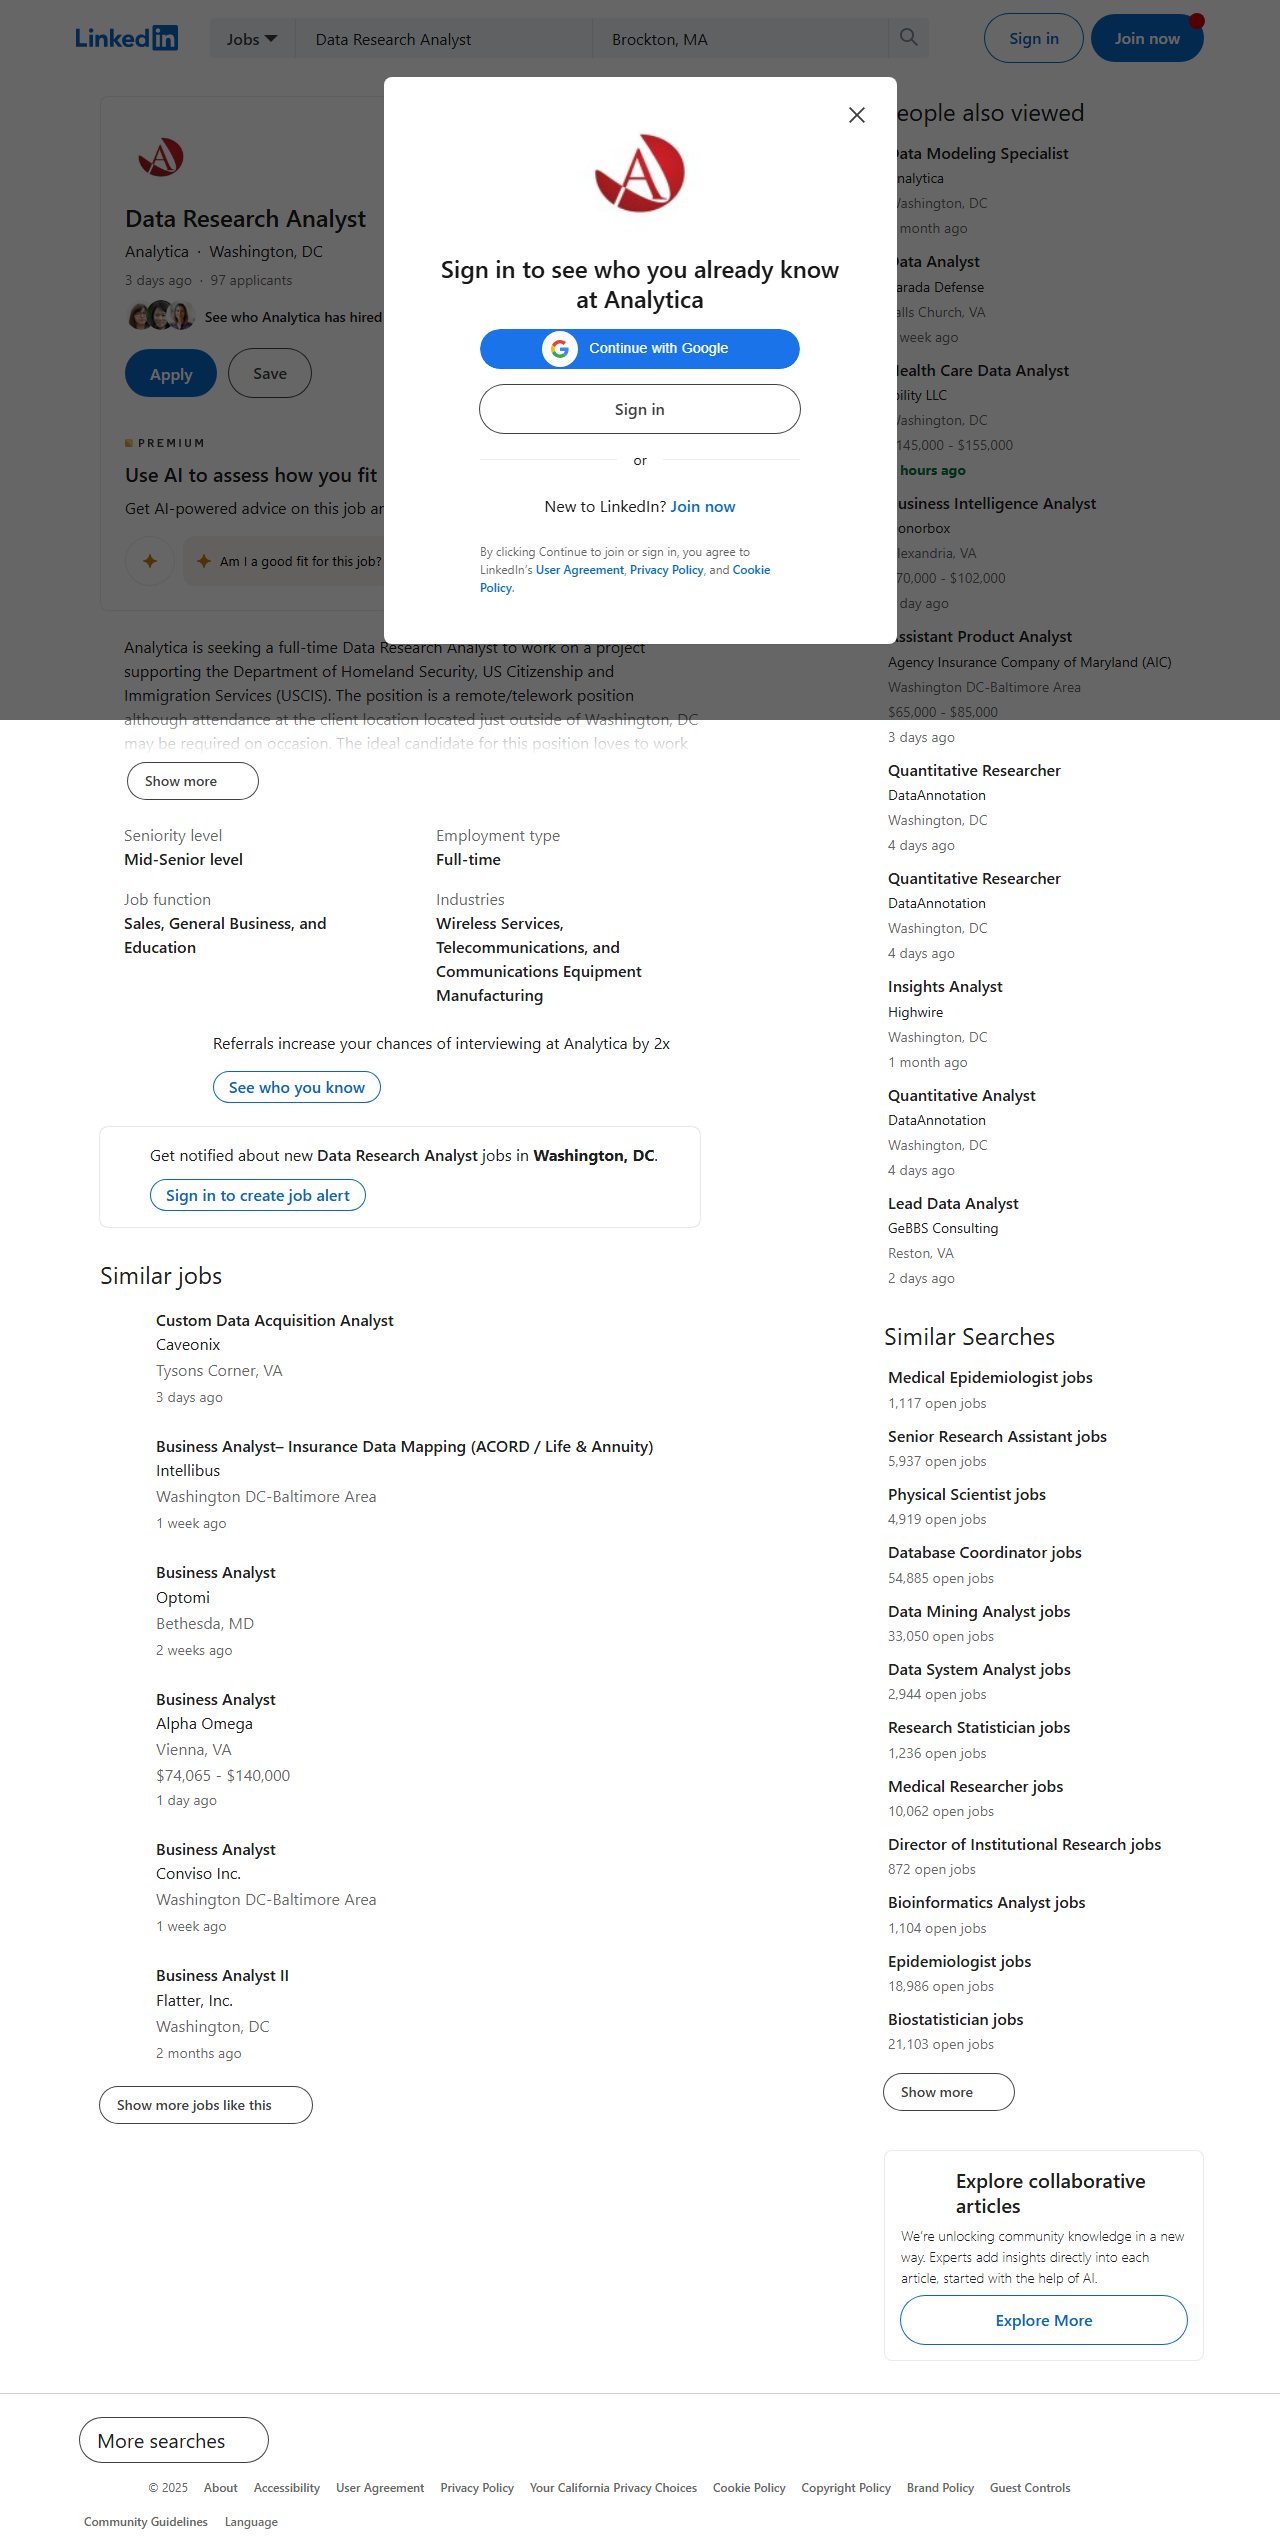 Linkedin
Jobs
Data Research Analyst
Brockton, MA
Sign in
Join now
Data Research Analyst
Analytica · Washington, DC
3 days ago · 97 applicants
See who Analytica has hired
Apply
Save
PREMIUM
Use AI to assess how you fit
Get AI-powered advice on this job
Am I a good fit for this job?
A
Sign in to see who you already know
at Analytica
Continue with Google
Sign in
or
New to LinkedIn? Join now
By clicking Continue to join or sign in, you agree to
LinkedIn's User Agreement, Privacy Policy, and Cookie
Policy.
Analytica is seeking a full-time Data Research Analyst to work on a project
supporting the Department of Homeland Security, US Citizenship and
Immigration Services (USCIS). The position is a remote/telework position
although attendance at the client location located just outside of Washington, DC
may be required on occasion. The ideal candidate for this position loves to work
Show more
Seniority level
Mid-Senior level
Employment type
Full-time
Job function
Sales, General Business, and
Education
Industries
Wireless Services,
Telecommunications, and
Communications Equipment
Manufacturing
Referrals increase your chances of interviewing at Analytica by 2x
See who you know
Get notified about new Data Research Analyst jobs in Washington, DC.
Sign in to create job alert
Similar jobs
Custom Data Acquisition Analyst
Caveonix
Tysons Corner, VA
3 days ago
Business Analyst– Insurance Data Mapping (ACORD / Life & Annuity)
Intellibus
Washington DC-Baltimore Area
1 week ago
Business Analyst
Optomi
Bethesda, MD
2 weeks ago
Business Analyst
Alpha Omega
Vienna, VA
$74,065 - $140,000
1 day ago
Business Analyst
Conviso Inc.
Washington DC-Baltimore Area
1 week ago
Business Analyst II
Flatter, Inc.
Washington, DC
2 months ago
Show more jobs like this
eople also viewed
ata Modeling Specialist
nalytica
ashington, DC
month ago
ata Analyst
arada Defense
alls Church, VA
week ago
ealth Care Data Analyst
bility LLC
ashington, DC
145,000 - $155,000
hours ago
usiness Intelligence Analyst
onorbox
lexandria, VA
70,000 - $102,000
day ago
ssistant Product Analyst
Agency Insurance Company of Maryland (AIC)
Washington DC-Baltimore Area
$65,000 - $85,000
3 days ago
Quantitative Researcher
DataAnnotation
Washington, DC
4 days ago
Quantitative Researcher
DataAnnotation
Washington, DC
4 days ago
Insights Analyst
Highwire
Washington, DC
1 month ago
Quantitative Analyst
DataAnnotation
Washington, DC
4 days ago
Lead Data Analyst
GeBBS Consulting
Reston, VA
2 days ago
Similar Searches
Medical Epidemiologist jobs
1,117 open jobs
Senior Research Assistant jobs
5,937 open jobs
Physical Scientist jobs
4,919 open jobs
Database Coordinator jobs
54,885 open jobs
Data Mining Analyst jobs
33,050 open jobs
Data System Analyst jobs
2,944 open jobs
Research Statistician jobs
1,236 open jobs
Medical Researcher jobs
10,062 open jobs
Director of Institutional Research jobs
872 open jobs
Bioinformatics Analyst jobs
1,104 open jobs
Epidemiologist jobs
18,986 open jobs
Biostatistician jobs
21,103 open jobs
Show more
Explore collaborative
articles
We're unlocking community knowledge in a new
way. Experts add insights directly into each
article, started with the help of AI.
Explore More
More searches
© 2025 About Accessibility User Agreement Privacy Policy Your California Privacy Choices Cookie Policy Copyright Policy Brand Policy Guest Controls
Community Guidelines Language